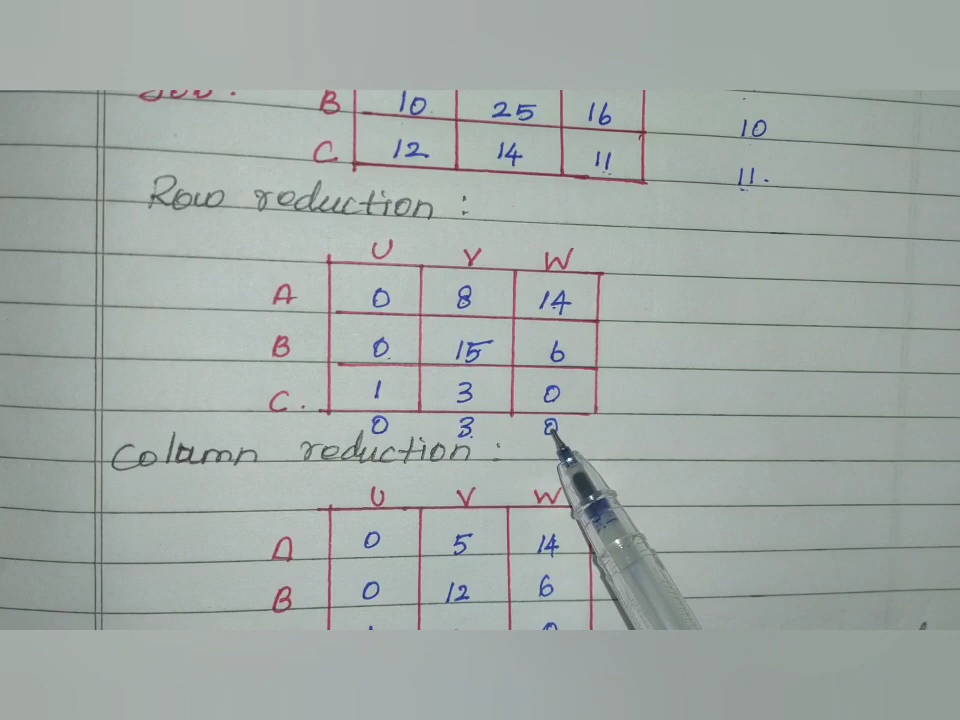 B 10 25 16 10
C 12 14 11 11.
Row reduction :
U V W
A 0 8 14
B 0 15 6
C. 1 3 0
0 3 0
Column reduction :
U V W
A 0 5 14
B 0 12 6